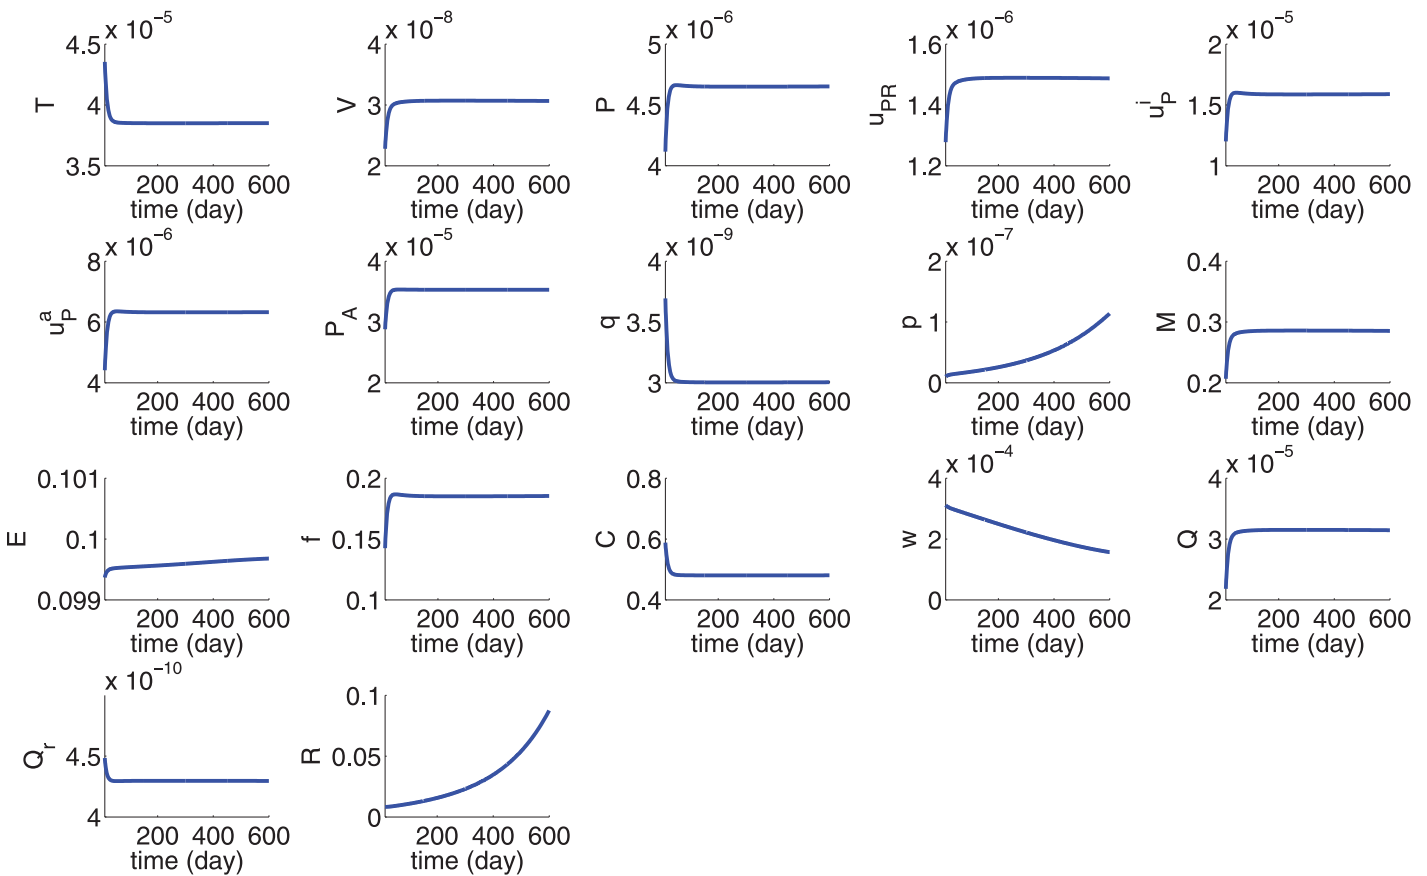 x 10−5
4.5
4
3.5
T
200 400 600
time (day)
x 10−8
4
3
2
V
200 400 600
time (day)
x 10−6
5
4.5
4
P
200 400 600
time (day)
x 10−6
1.6
1.4
1.2
uPR
200 400 600
time (day)
x 10−5
2
1.5
1
uiP
200 400 600
time (day)
x 10−6
8
6
4
uaP
200 400 600
time (day)
x 10−5
4
3
2
PA
200 400 600
time (day)
x 10−9
4
3.5
3
q
200 400 600
time (day)
x 10−7
2
1
0
p
200 400 600
time (day)
0.4
0.3
0.2
M
200 400 600
time (day)
0.101
0.1
0.099
E
200 400 600
time (day)
0.2
0.15
0.1
f
200 400 600
time (day)
0.8
0.6
0.4
C
200 400 600
time (day)
x 10−4
4
2
0
w
200 400 600
time (day)
x 10−5
4
3
2
Q
200 400 600
time (day)
x 10−10
4.5
4
Qr
200 400 600
time (day)
0.1
0.05
0
R
200 400 600
time (day)